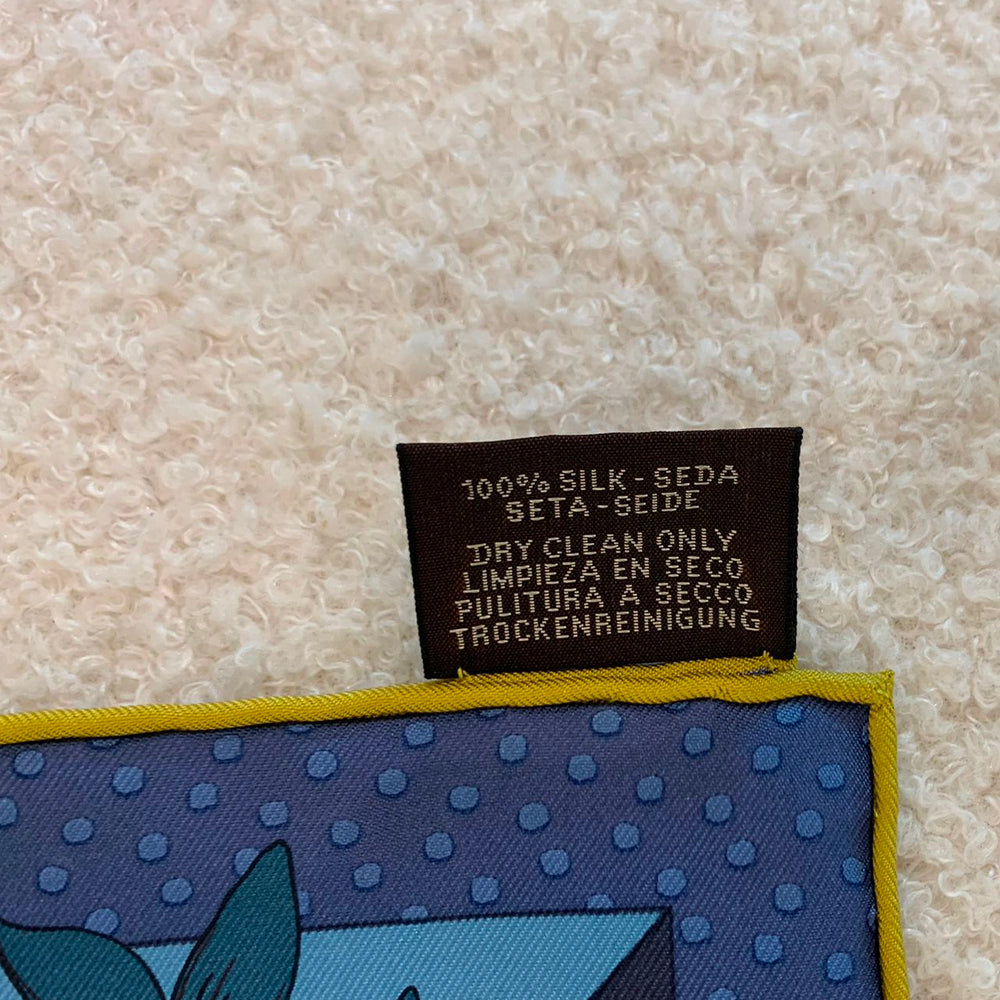 100% SILK - SEDA
SETA - SEIDE
DRY CLEAN ONLY
LIMPIEZA EN SECO
PULITURA A SECCO
TROCKENREINIGUNG